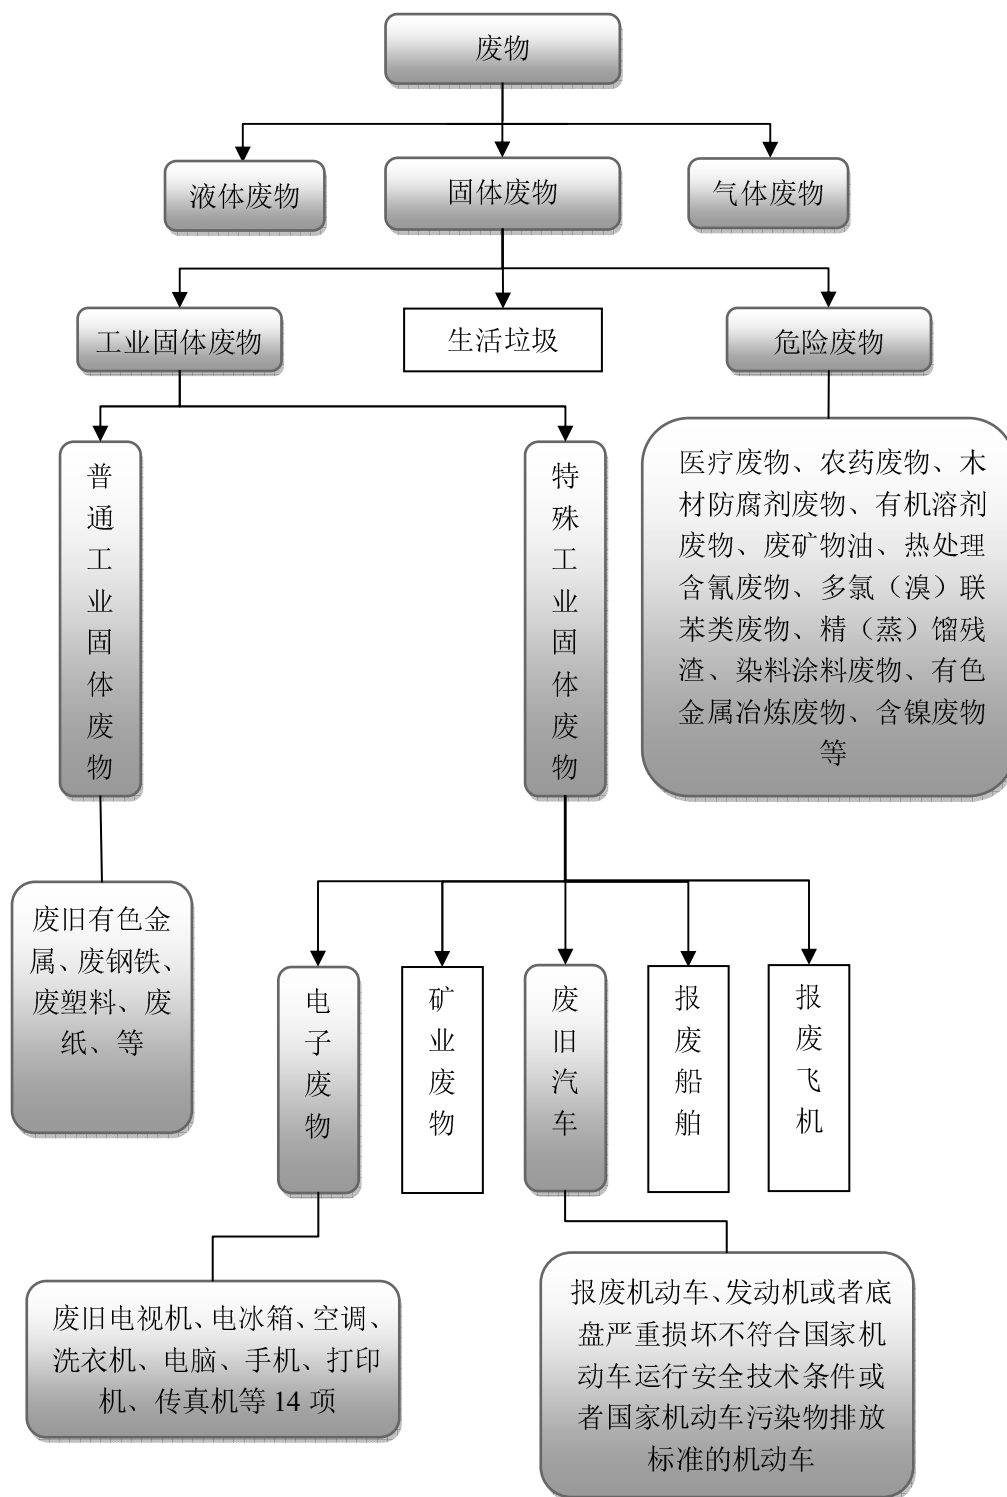 废物
液体废物
固体废物
气体废物
工业固体废物
生活垃圾
危险废物
普通工业固体废物
特殊工业固体废物
医疗废物、农药废物、木
材防腐剂废物、有机溶剂
废物、废矿物油、热处理
含氰废物、多氯（溴）联
苯类废物、精（蒸）馏残
渣、染料涂料废物、有色
金属冶炼废物、含镍废物
等
废旧有色金
属、废钢铁、
废塑料、废
纸、等
电子废物
矿业废物
废旧汽车
报废船舶
报废飞机
废旧电视机、电冰箱、空调、
洗衣机、电脑、手机、打印
机、传真机等 14 项
报废机动车、发动机或者底
盘严重损坏不符合国家机
动车运行安全技术条件或
者国家机动车污染物排放
标准的机动车